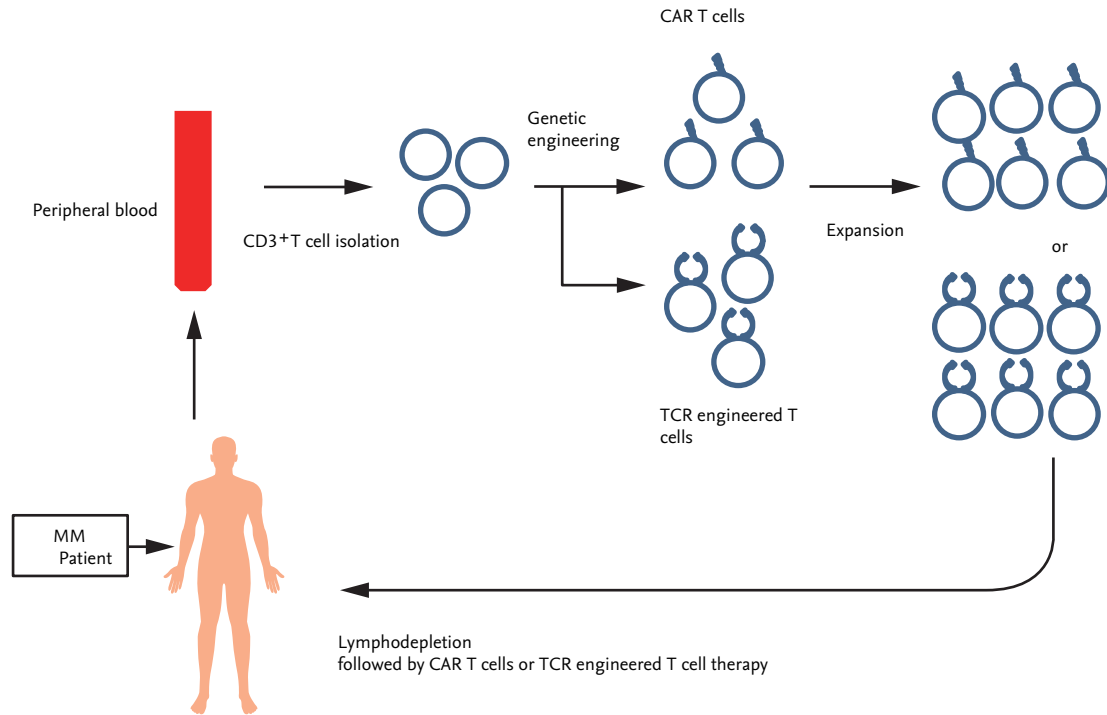 CAR T cells
Genetic
engineering
Peripheral blood
CD3+T cell isolation
Expansion
or
TCR engineered T
cells
MM
Patient
Lymphodepletion
followed by CAR T cells or TCR engineered T cell therapy